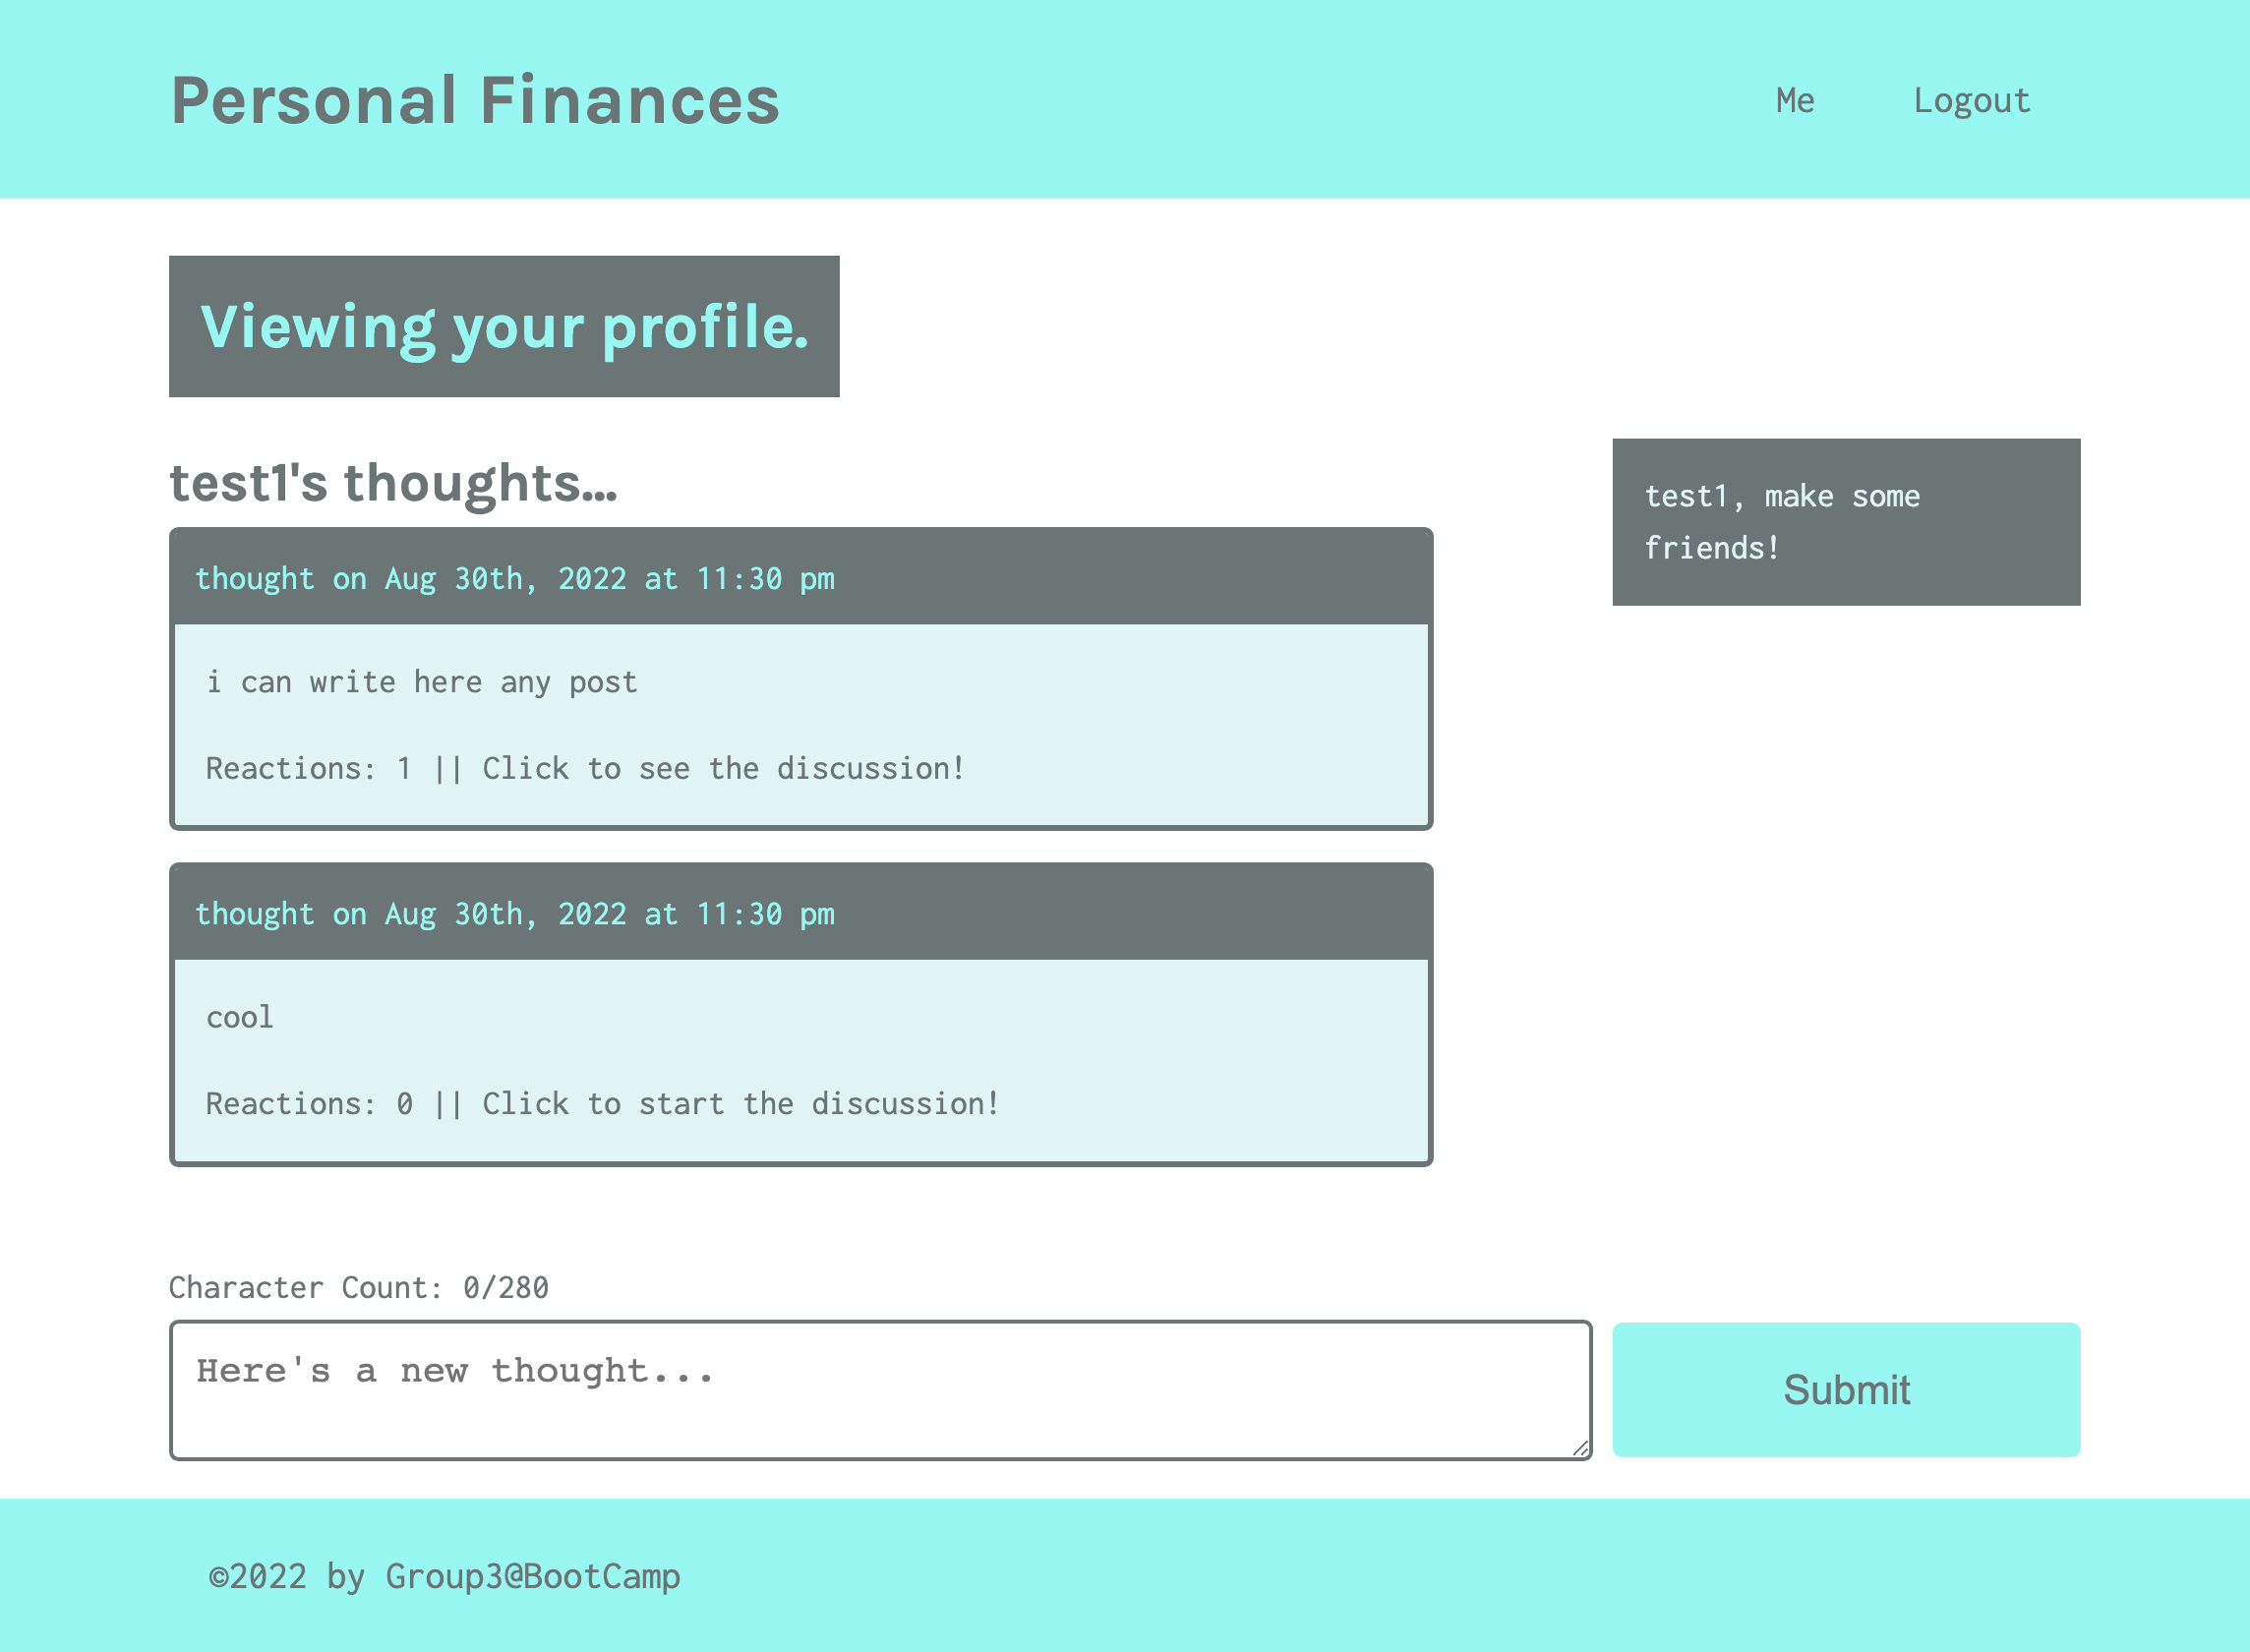 Personal Finances
Me
Logout
Viewing your profile.
test1's thoughts...
thought on Aug 30th, 2022 at 11:30 pm
i can write here any post
Reactions: 1 || Click to see the discussion!
thought on Aug 30th, 2022 at 11:30 pm
cool
Reactions: 0 || Click to start the discussion!
test1, make some
friends!
Character Count: 0/280
Here's a new thought...
Submit
©2022 by Group3@BootCamp